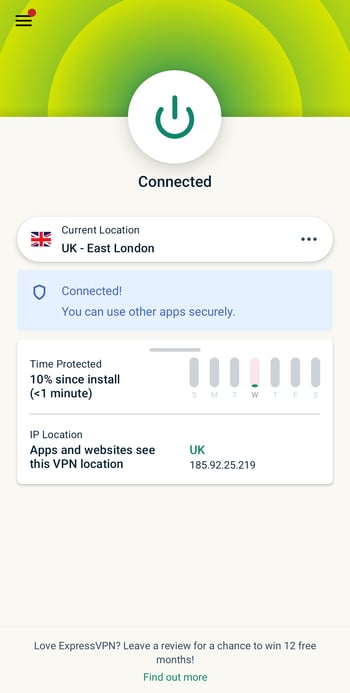 Connected
Current Location
UK - East London
Connected!
You can use other apps securely.
Time Protected
10% since install
(<1 minute)
S M T W T F S
IP Location
Apps and websites see
this VPN location
UK
185.92.25.219
Love ExpressVPN? Leave a review for a chance to win 12 free
months!
Find out more